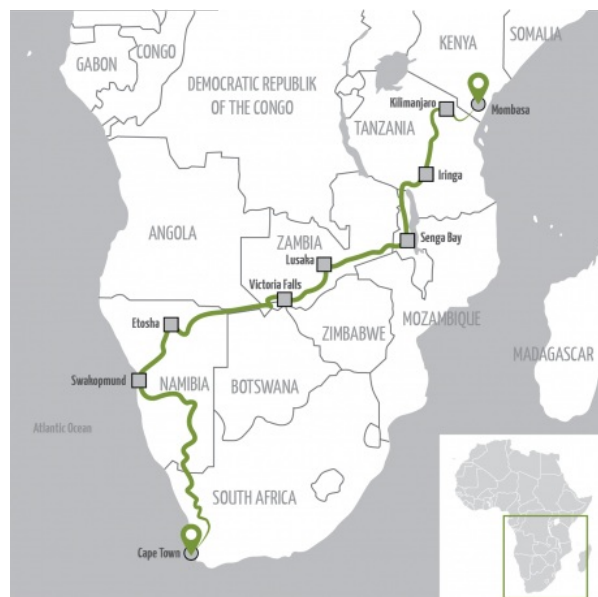 SOMALIA
KENYA
CONGO
GABON
DEMOCRATIC REPUBLIK
OF THE CONGO
Kilimanjaro
Mombasa
TANZANIA
Iringa
ANGOLA
ZAMBIA
Senga Bay
Lusaka
Victoria Falls
Etosha
MOZAMBIQUE
ZIMBABWE
MADAGASCAR
Swakopmund
NAMIBIA
BOTSWANA
Atlantic Ocean
SOUTH AFRICA
Cape Town